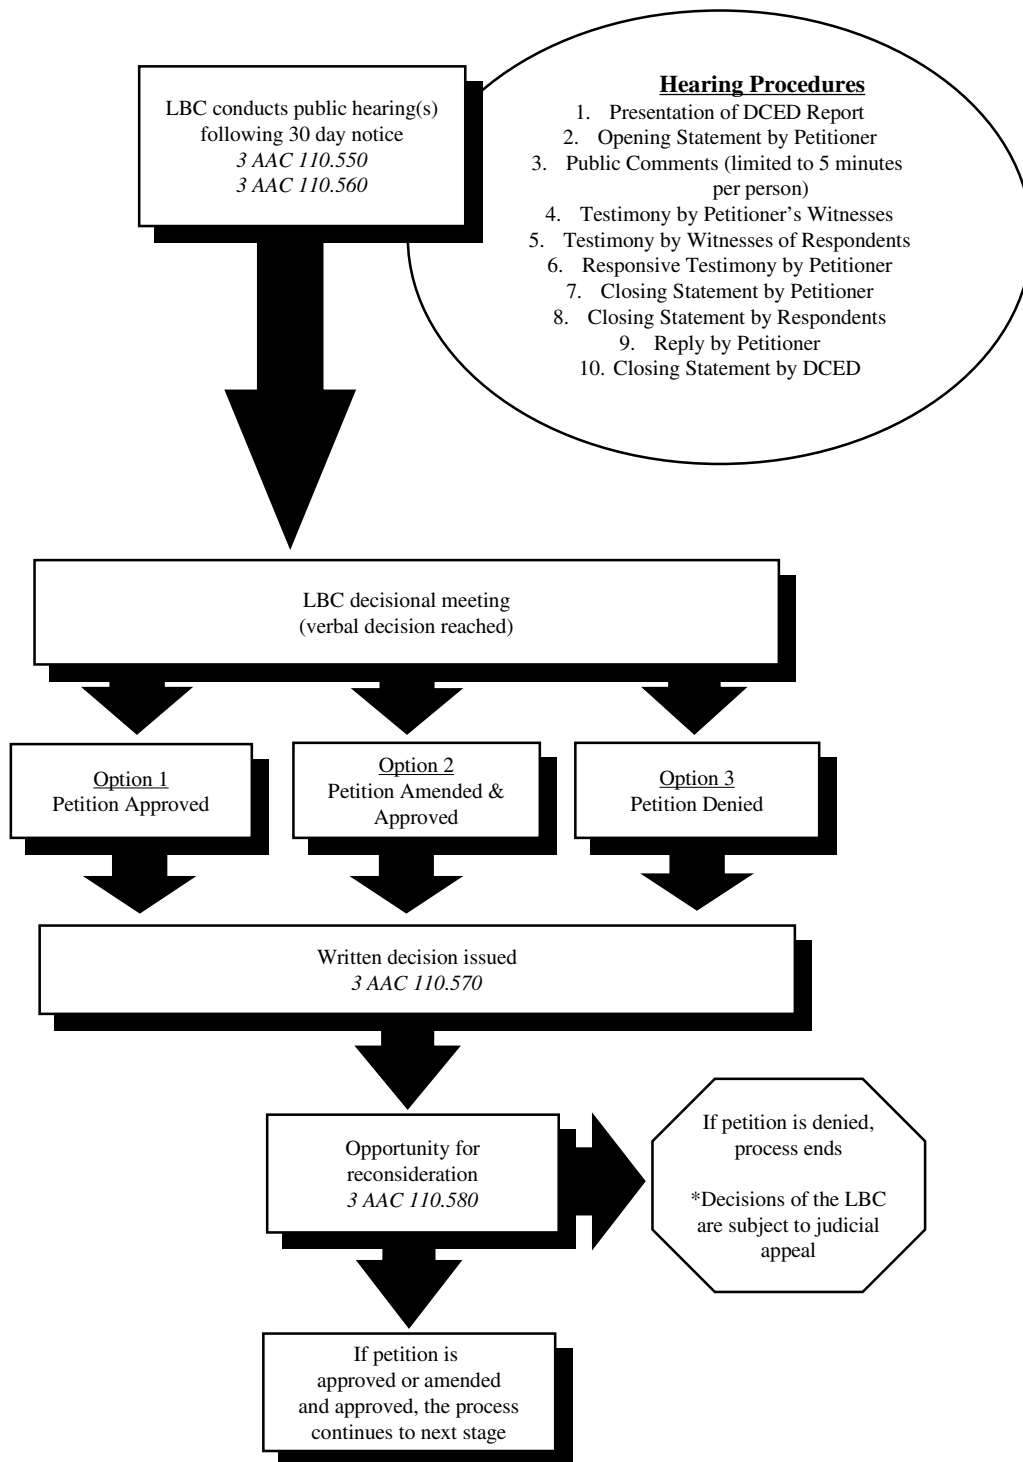 LBC conducts public hearing(s)
following 30 day notice
3 AAC 110.550
3 AAC 110.560
Hearing Procedures
1. Presentation of DCED Report
2. Opening Statement by Petitioner
3. Public Comments (limited to 5 minutes
per person)
4. Testimony by Petitioner’s Witnesses
5. Testimony by Witnesses of Respondents
6. Responsive Testimony by Petitioner
7. Closing Statement by Petitioner
8. Closing Statement by Respondents
9. Reply by Petitioner
10. Closing Statement by DCED
LBC decisional meeting
(verbal decision reached)
Option 1
Petition Approved
Option 2
Petition Amended &
Approved
Option 3
Petition Denied
Written decision issued
3 AAC 110.570
Opportunity for
reconsideration
3 AAC 110.580
If petition is denied,
process ends
*Decisions of the LBC
are subject to judicial
appeal
If petition is
approved or amended
and approved, the process
continues to next stage